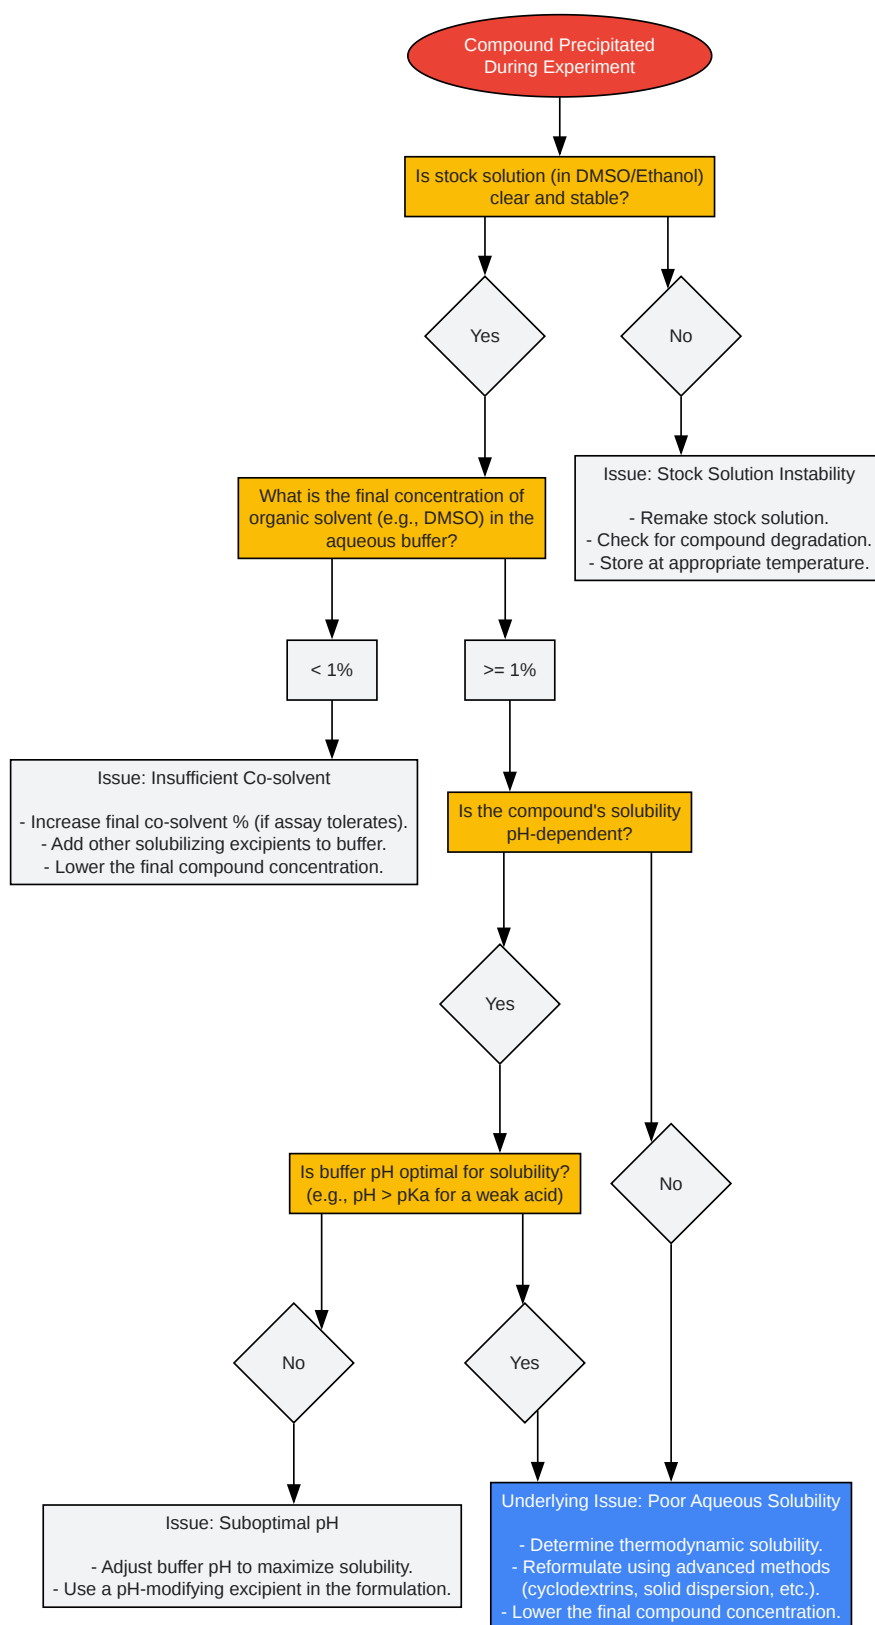 Compound Precipitated
During Experiment
Is stock solution (in DMSO/Ethanol)
clear and stable?
Yes
No
What is the final concentration of
organic solvent (e.g., DMSO) in the
aqueous buffer?
Issue: Stock Solution Instability
- Remake stock solution.
- Check for compound degradation.
- Store at appropriate temperature.
< 1%
>= 1%
Issue: Insufficient Co-solvent
- Increase final co-solvent % (if assay tolerates).
- Add other solubilizing excipients to buffer.
- Lower the final compound concentration.
Is the compound's solubility
pH-dependent?
Yes
No
Is buffer pH optimal for solubility?
(e.g., pH > pKa for a weak acid)
No
Yes
Issue: Suboptimal pH
- Adjust buffer pH to maximize solubility.
- Use a pH-modifying excipient in the formulation.
Underlying Issue: Poor Aqueous Solubility
- Determine thermodynamic solubility.
- Reformulate using advanced methods
(cyclodextrins, solid dispersion, etc.).
- Lower the final compound concentration.